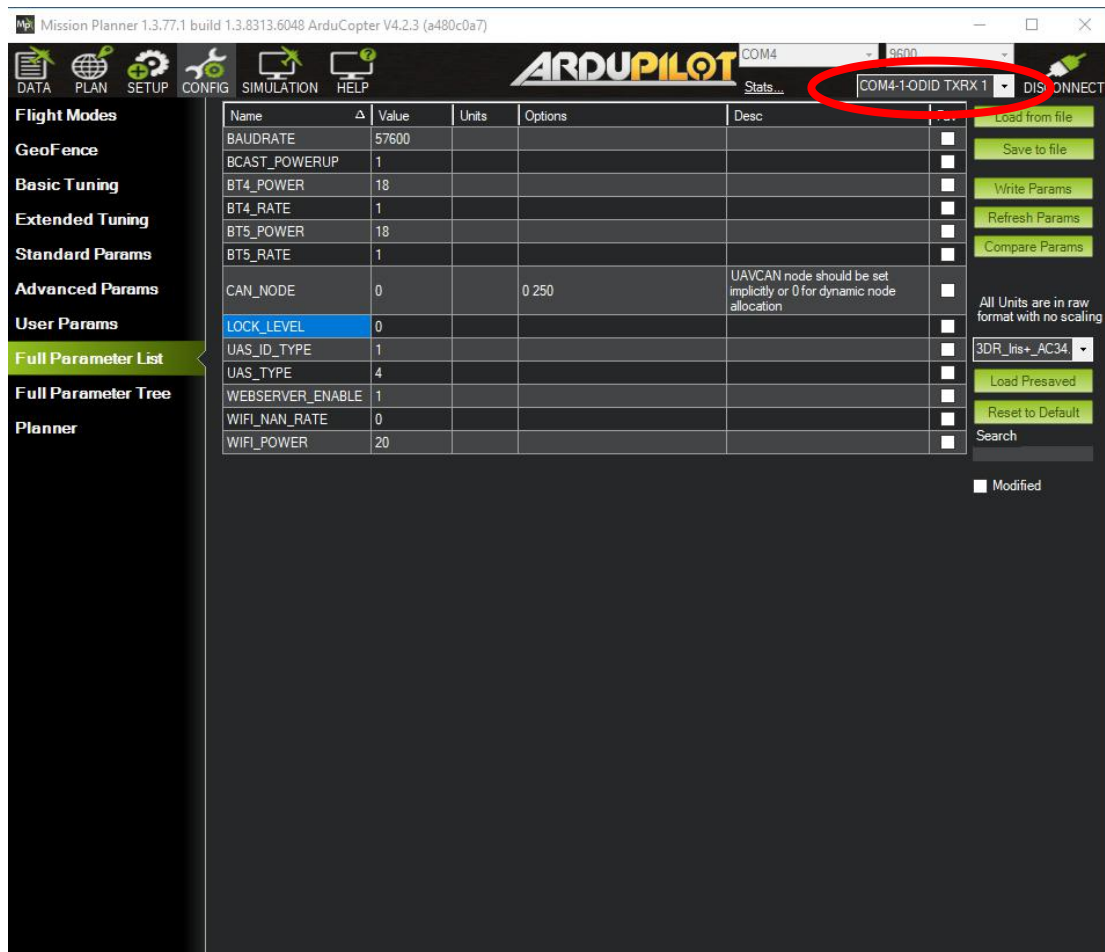 Mission Planner 1.3.77.1 build 1.3.8313.6048 ArduCopter V4.2.3 (a480c0a7)
DATA PLAN SETUP CONFIG SIMULATION HELP
ARDUPILOT
COM4 9600
Stats... COM4-1-ODID TXRX 1 DISCONNECT
Flight Modes
GeoFence
Basic Tuning
Extended Tuning
Standard Params
Advanced Params
User Params
Full Parameter List
Full Parameter Tree
Planner
Name Value Units Options Desc
BAUDRATE 57600
BCAST_POWERUP 1
BT4_POWER 18
BT4_RATE 1
BT5_POWER 18
BT5_RATE 1
CAN_NODE 0 0 250 UAVCAN node should be set
implicitly or 0 for dynamic node
allocation
LOCK_LEVEL 0
UAS_ID_TYPE 1
UAS_TYPE 4
WEBSERVER_ENABLE 1
WIFI_NAN_RATE 0
WIFI_POWER 20
Load from file
Save to file
Write Params
Refresh Params
Compare Params
All Units are in raw
format with no scaling
3DR_Iris+_AC34.
Load Presaved
Reset to Default
Search
Modified